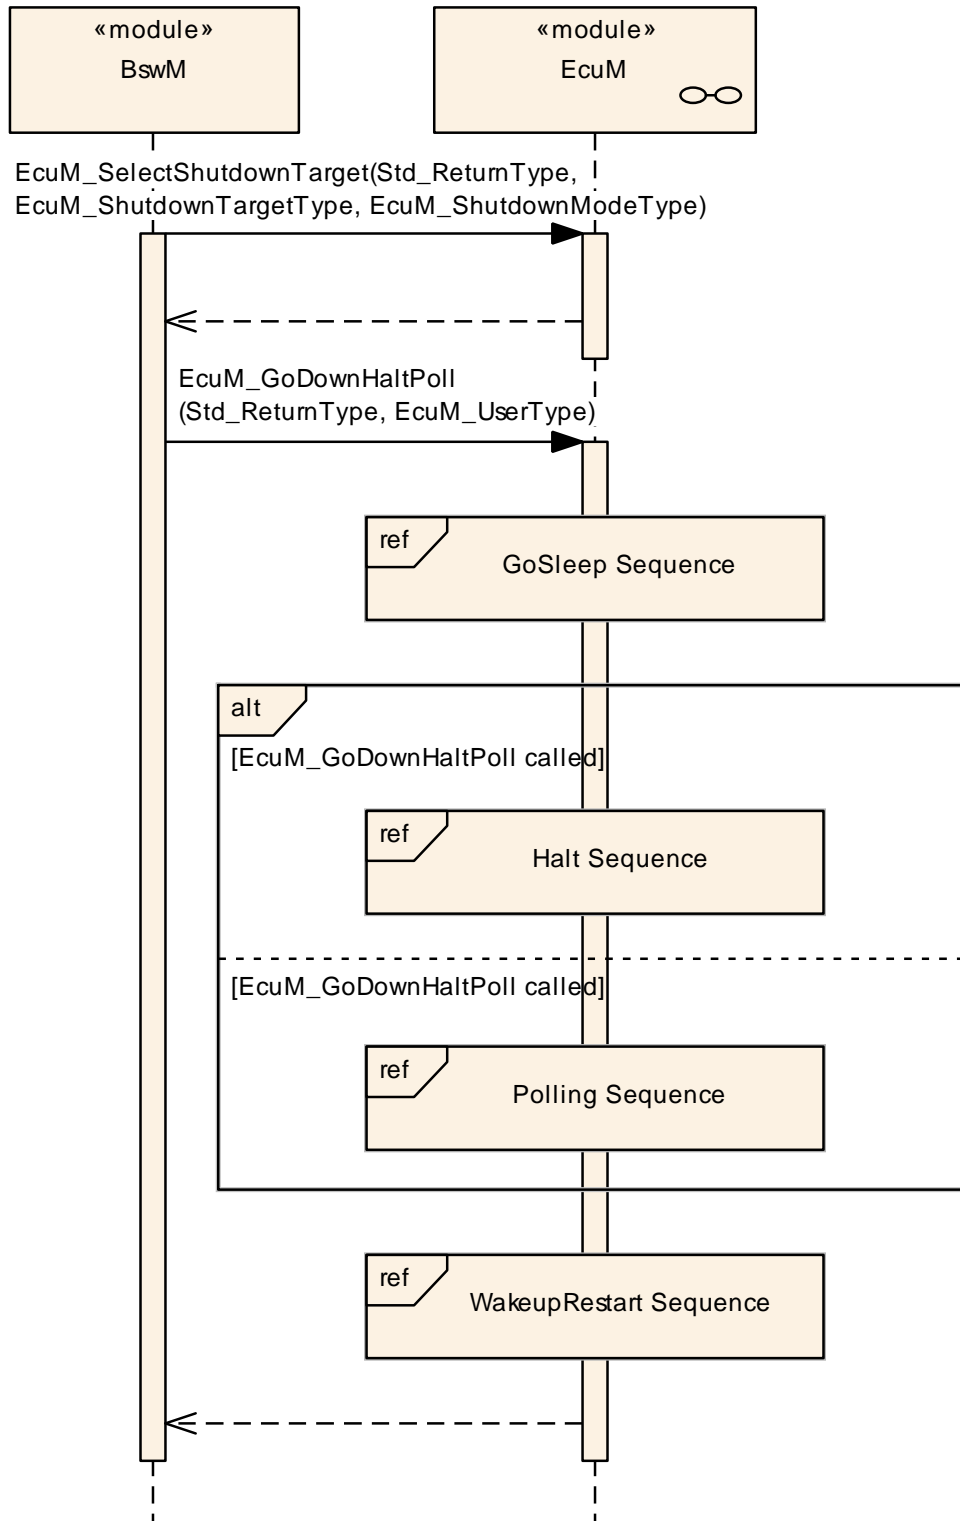 «module»
BswM
«module»
EcuM
EcuM_SelectShutdownTarget(Std_ReturnType,
EcuM_ShutdownTargetType, EcuM_ShutdownModeType)
EcuM_GoDownHaltPoll
(Std_ReturnType, EcuM_UserType)
ref
GoSleep Sequence
alt
[EcuM_GoDownHaltPoll called]
ref
Halt Sequence
[EcuM_GoDownHaltPoll called]
ref
Polling Sequence
ref
WakeupRestart Sequence